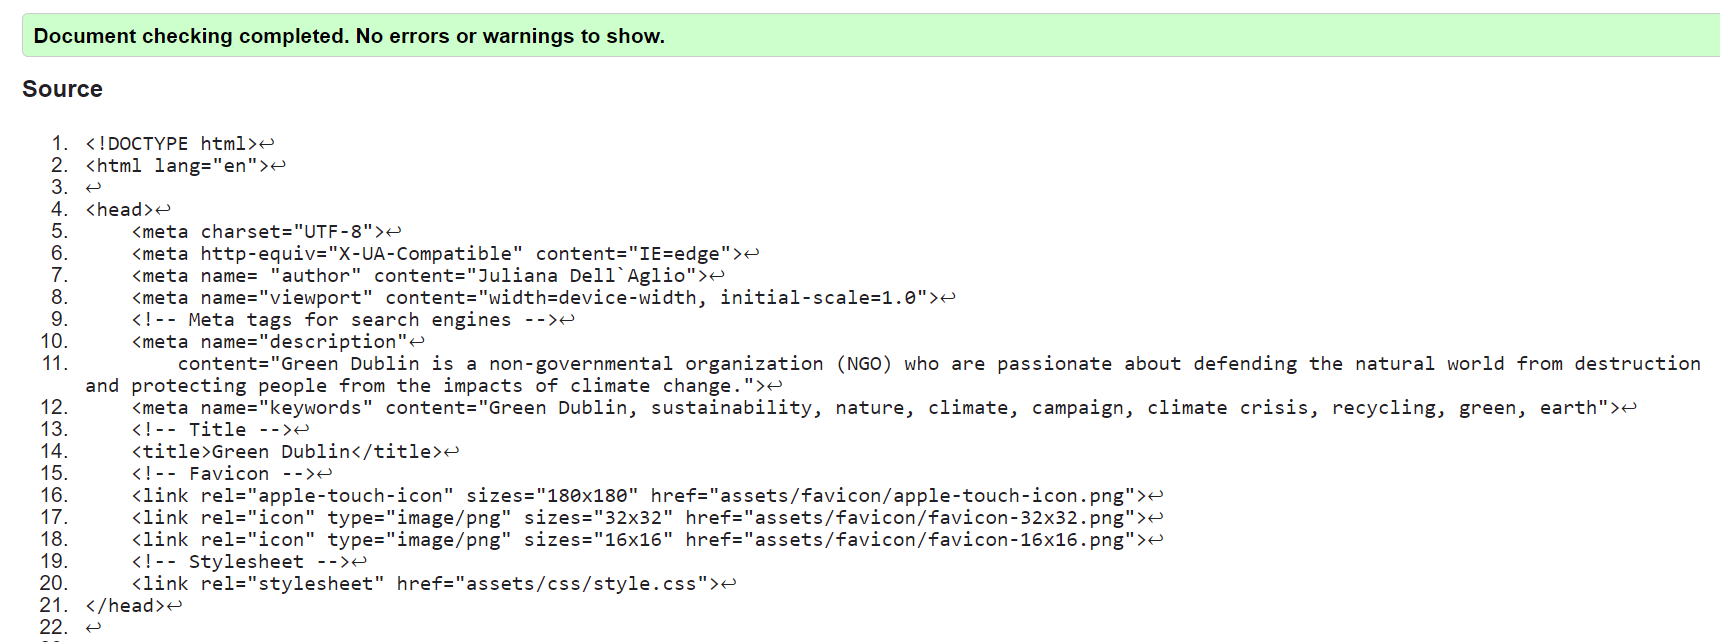 Document checking completed. No errors or warnings to show.
Source
1. <!DOCTYPE html>↩
2. <html lang="en">↩
3. ↩
4. <head>↩
5.     <meta charset="UTF-8">↩
6.     <meta http-equiv="X-UA-Compatible" content="IE=edge">↩
7.     <meta name= "author" content="Juliana Dell`Aglio">↩
8.     <meta name="viewport" content="width=device-width, initial-scale=1.0">↩
9.     <!-- Meta tags for search engines -->↩
10.     <meta name="description"↩
11.         content="Green Dublin is a non-governmental organization (NGO) who are passionate about defending the natural world from destruction
and protecting people from the impacts of climate change.">↩
12.     <meta name="keywords" content="Green Dublin, sustainability, nature, climate, campaign, climate crisis, recycling, green, earth">↩
13.     <!-- Title -->↩
14.     <title>Green Dublin</title>↩
15.     <!-- Favicon -->↩
16.     <link rel="apple-touch-icon" sizes="180x180" href="assets/favicon/apple-touch-icon.png">↩
17.     <link rel="icon" type="image/png" sizes="32x32" href="assets/favicon/favicon-32x32.png">↩
18.     <link rel="icon" type="image/png" sizes="16x16" href="assets/favicon/favicon-16x16.png">↩
19.     <!-- Stylesheet -->↩
20.     <link rel="stylesheet" href="assets/css/style.css">↩
21. </head>↩
22. ↩